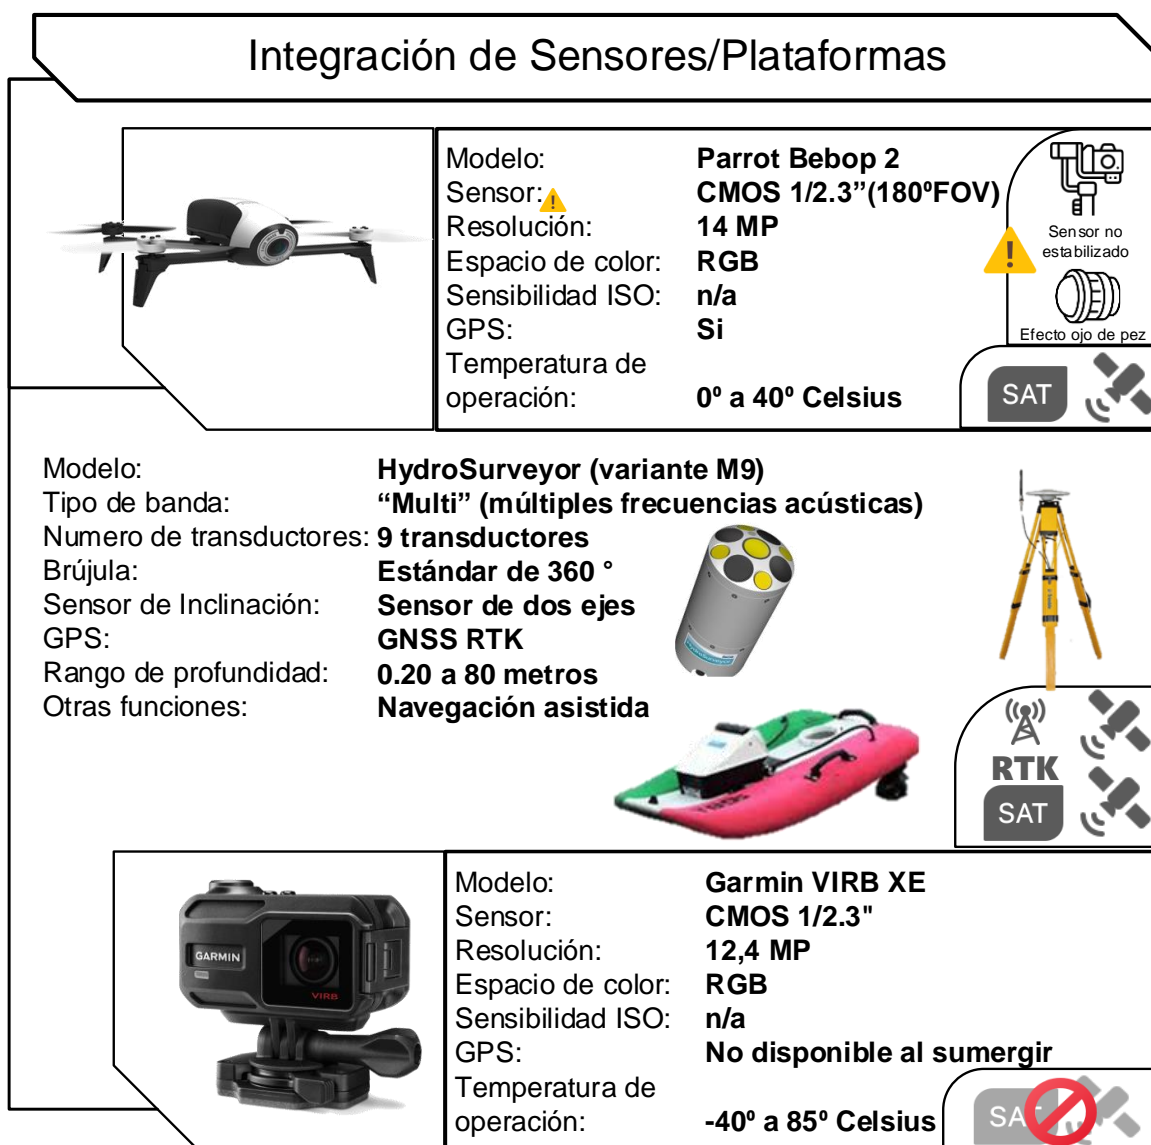 Integración de Sensores/Plataformas
Modelo: Parrot Bebop 2
Sensor: CMOS 1/2.3”(180ºFOV)
Resolución: 14 MP
Espacio de color: RGB
Sensibilidad ISO: n/a
GPS: Si
Temperatura de
operación: 0º a 40º Celsius
Sensor no
estabilizado
Efecto ojo de pez
SAT
Modelo: HydroSurveyor (variante M9)
Tipo de banda: “Multi” (múltiples frecuencias acústicas)
Numero de transductores: 9 transductores
Brújula: Estándar de 360 °
Sensor de Inclinación: Sensor de dos ejes
GPS: GNSS RTK
Rango de profundidad: 0.20 a 80 metros
Otras funciones: Navegación asistida
RTK
SAT
GARMIN
VIRB
Modelo: Garmin VIRB XE
Sensor: CMOS 1/2.3"
Resolución: 12,4 MP
Espacio de color: RGB
Sensibilidad ISO: n/a
GPS: No disponible al sumergir
Temperatura de
operación: -40º a 85º Celsius
SAT